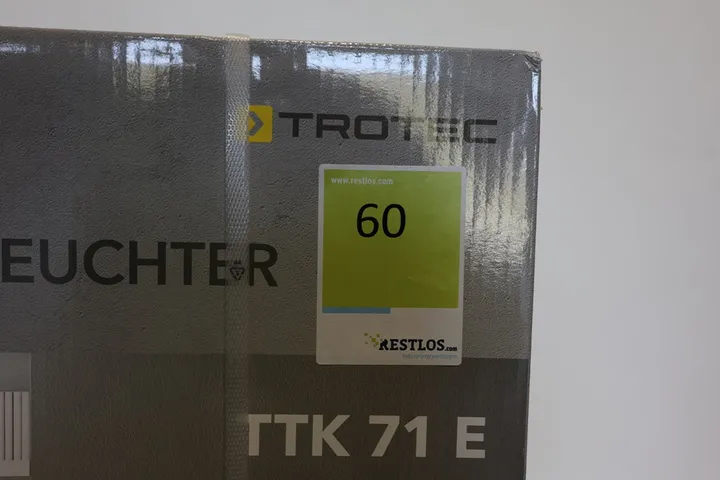 TROTEC
www.restlos.com
60
EUCHTER
RESTLOS.com
TTK 71 E